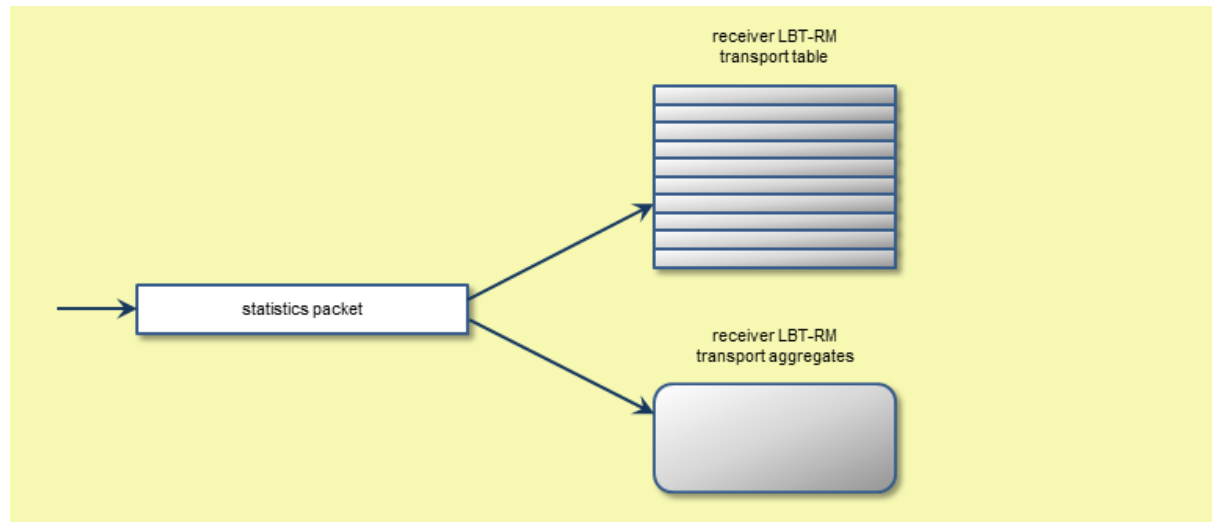 receiver LBT-RM
transport table
statistics packet
receiver LBT-RM
transport aggregates